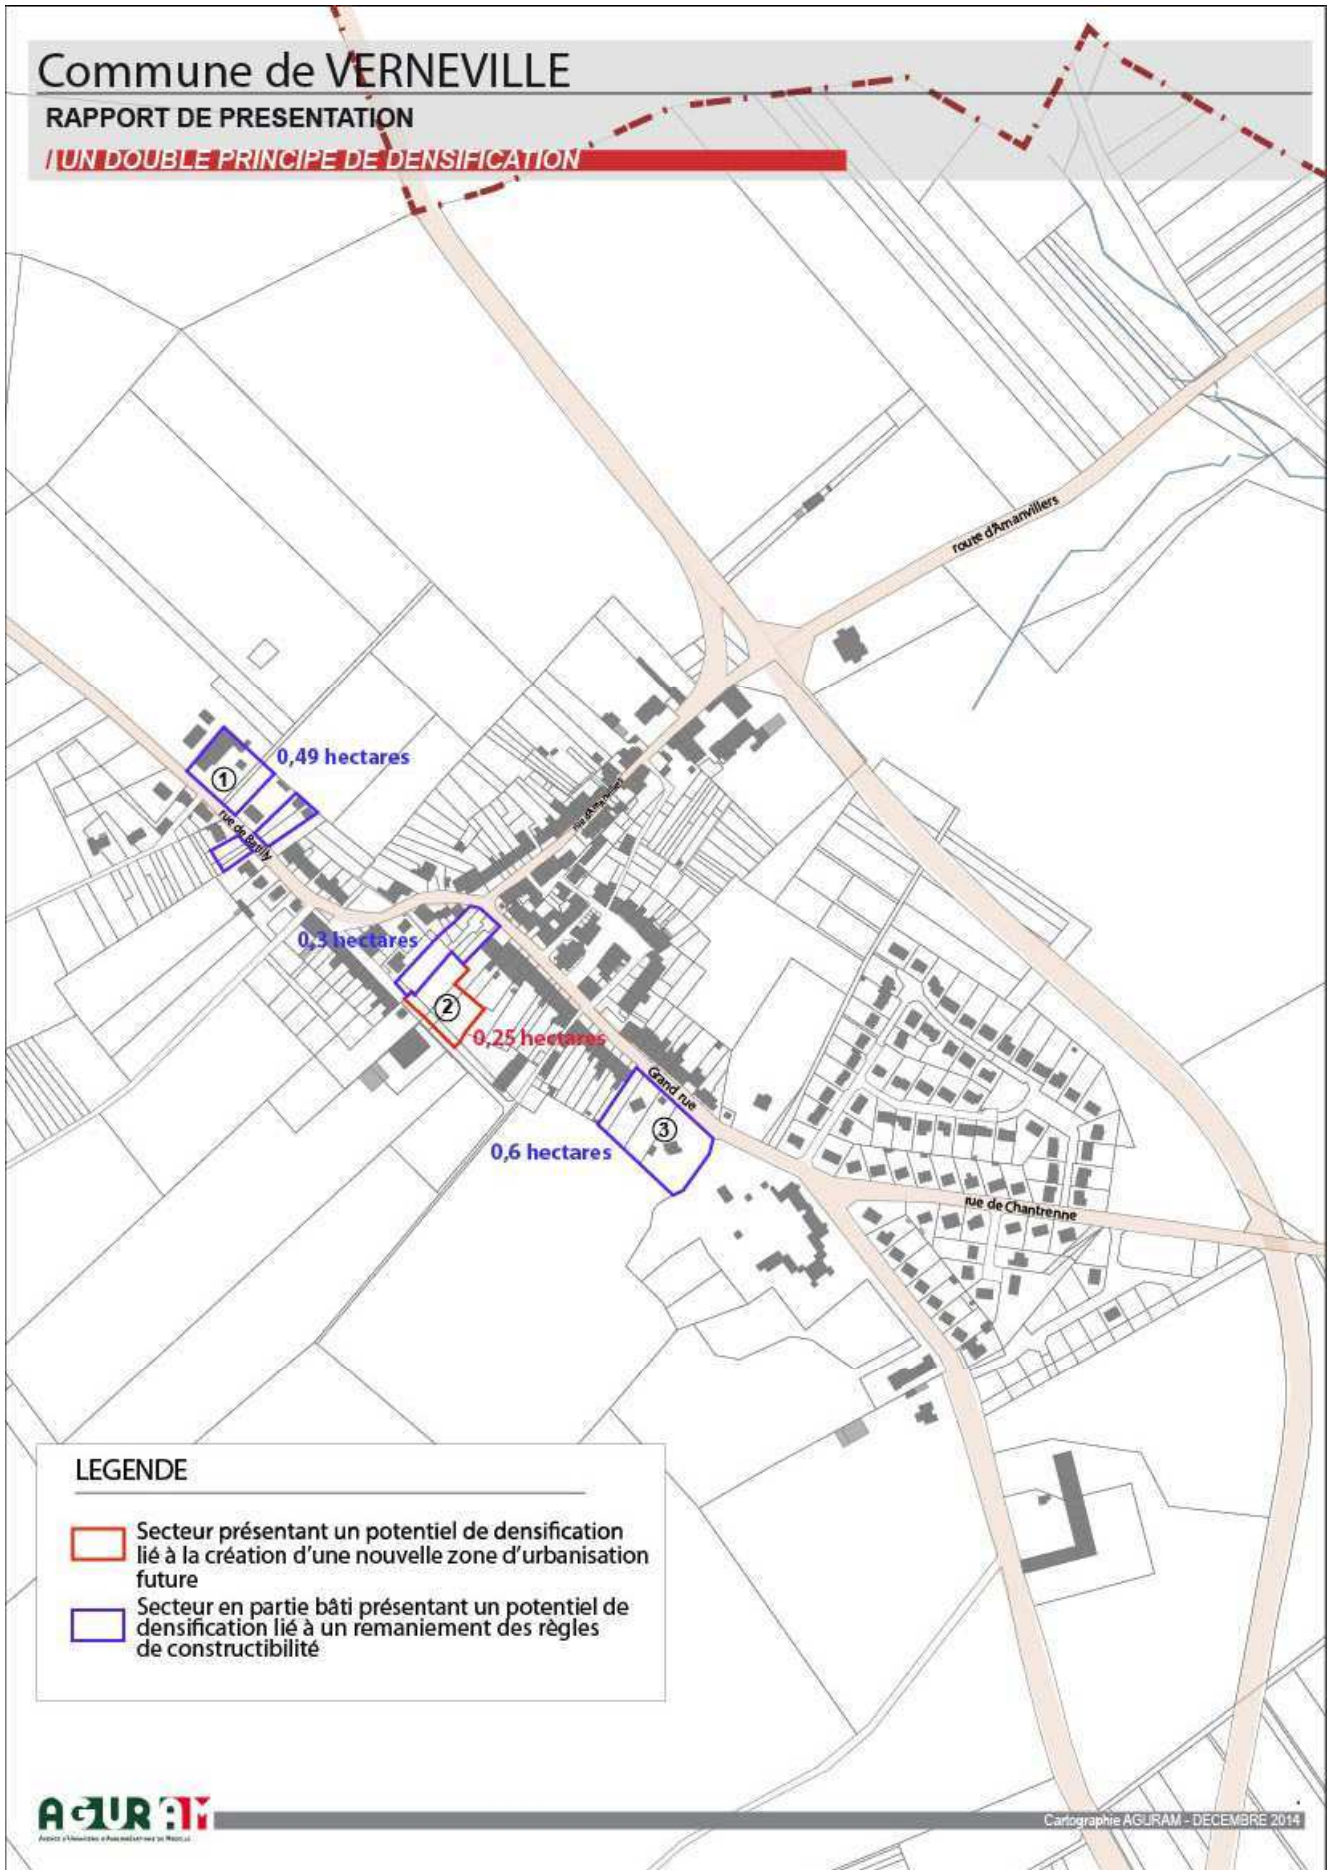 Commune de VERNEVILLE
RAPPORT DE PRESENTATION
/ UN DOUBLE PRINCIPE DE DENSIFICATION
route d'Amanvillers
0,49 hectares
1
rue de Batilly
rue d'Amanvillers
0,3 hectares
2
0,25 hectares
Grand rue
3
0,6 hectares
rue de Chantrenne
LEGENDE
Secteur présentant un potentiel de densification
lié à la création d'une nouvelle zone d'urbanisation
future
Secteur en partie bâti présentant un potentiel de
densification lié à un remaniement des règles
de constructibilité
AGURAM
Cartographie AGURAM - DECEMBRE 2014